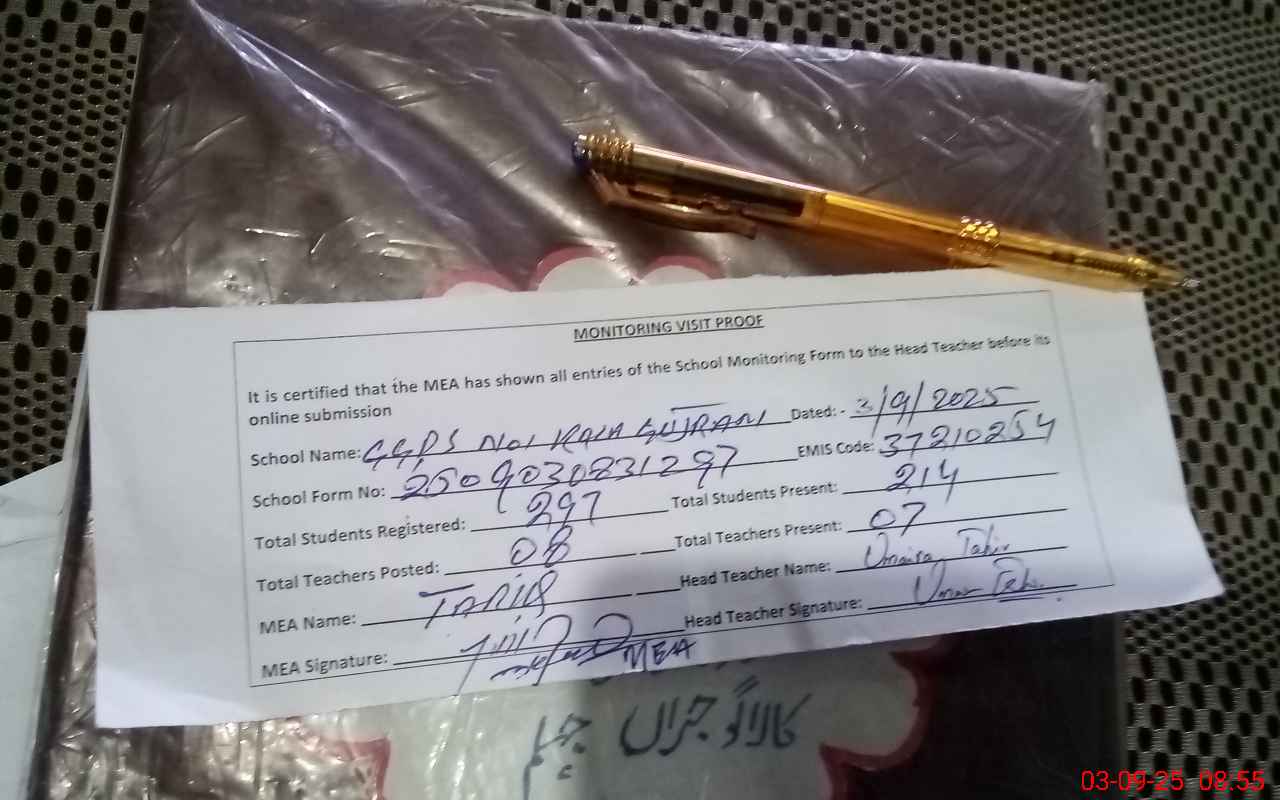 MONITORING VISIT PROOF
It is certified that the MEA has shown all entries of the School Monitoring Form to the Head Teacher before its
online submission
School Name: GGPS No1 KALA GUJRAN Dated: - 3/9/2025
School Form No: 2509030831297 EMIS Code: 37210254
Total Students Registered: 297 Total Students Present: 214
Total Teachers Posted: 08 Total Teachers Present: 07
MEA Name: TARIQ Head Teacher Name: Umaira Tahir
MEA Signature: MEA Head Teacher Signature:
کالا گوجراں جہلم
03-09-25 08:55